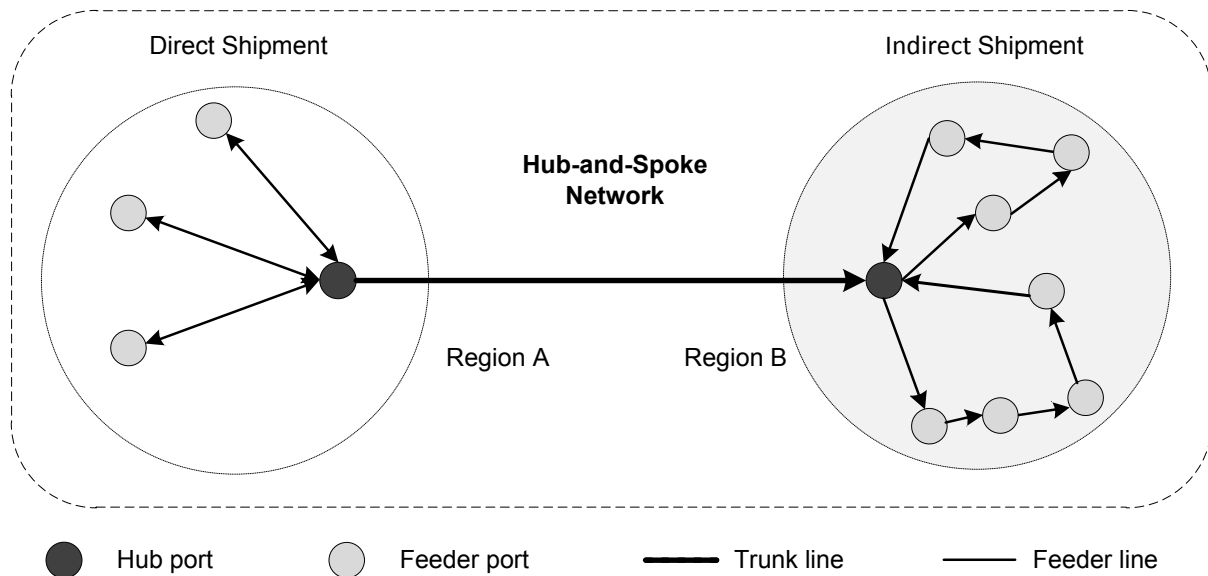 Direct Shipment
Indirect Shipment
Hub-and-Spoke
Network
Region A
Region B
Hub port
Feeder port
Trunk line
Feeder line